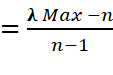 = λ Max − n / n − 1